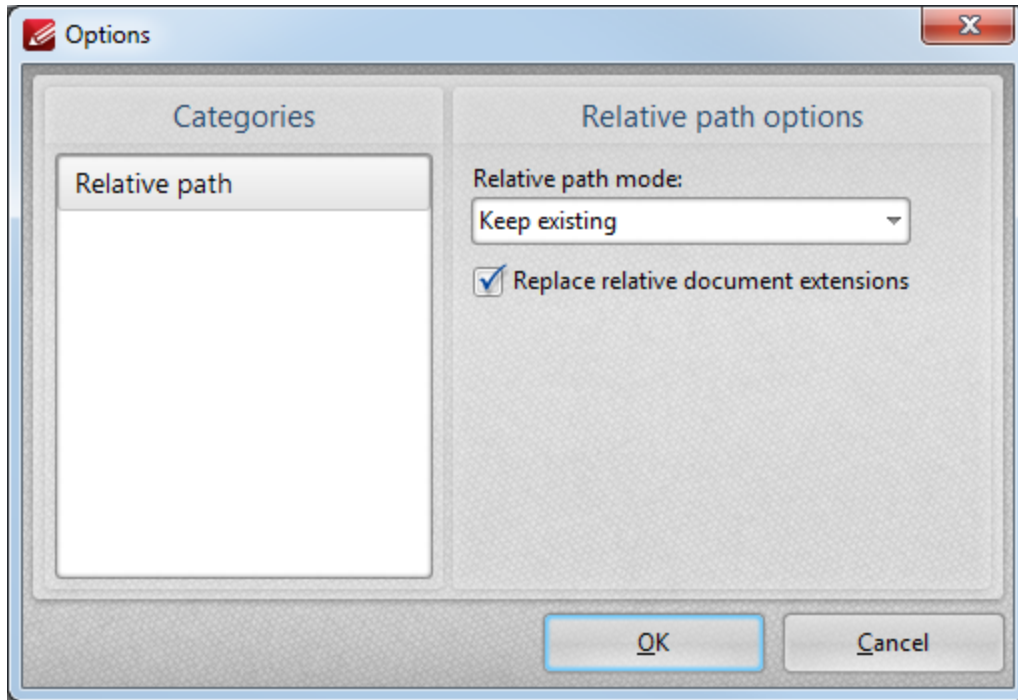 Options
Categories
Relative path
Relative path options
Relative path mode:
Keep existing
Replace relative document extensions
OK
Cancel